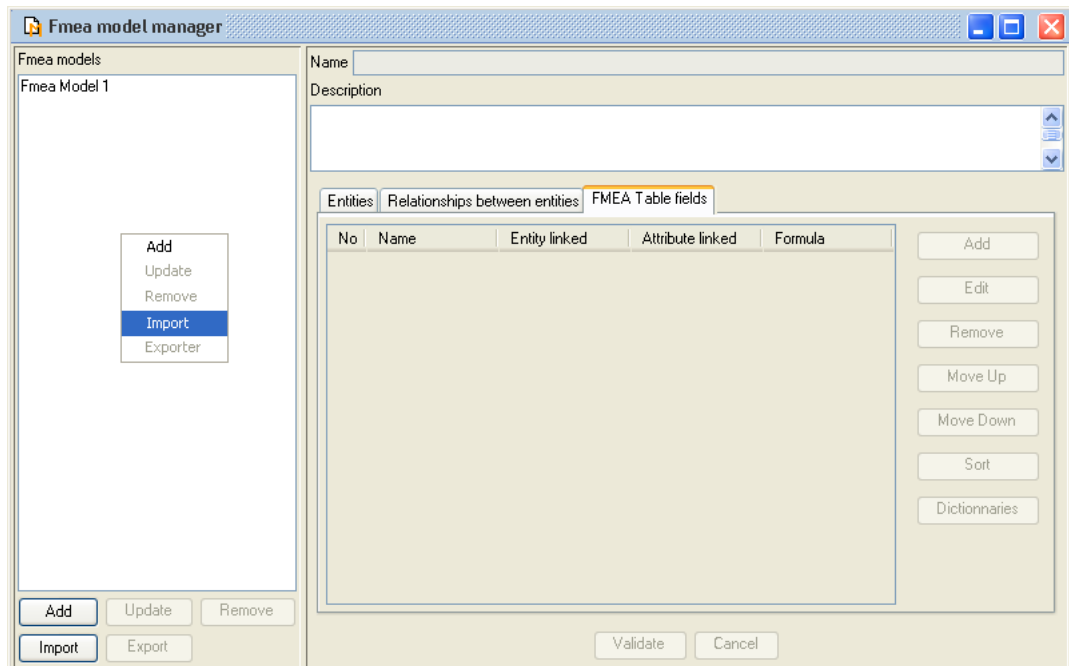 Fmea model manager
Fmea models
Fmea Model 1
Add
Update
Remove
Import
Exporter
Add Update Remove
Import Export
Name
Description
Entities Relationships between entities FMEA Table fields
No Name Entity linked Attribute linked Formula
Add
Edit
Remove
Move Up
Move Down
Sort
Dictionnaries
Validate Cancel